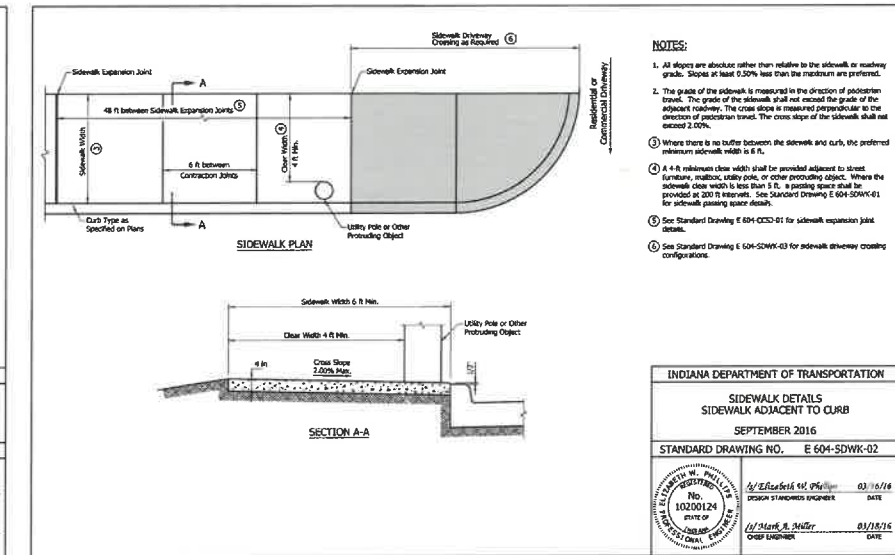 Sidewalk Driveway
Crossing as Required 6
Sidewalk Expansion Joint
A
Sidewalk Expansion Joint
48 ft between Sidewalk Expansion Joints 5
Sidewalk Width
3
6 ft between
Contraction Joints
Clear Width 4
4 ft Min.
Residential or
Commercial Driveway
A
Curb Type as
Specified on Plans
Utility Pole or Other
Protruding Object
SIDEWALK PLAN
Sidewalk Width 6 ft Min.
Clear Width 4 ft Min.
Utility Pole or Other
Protruding Object
4 in
Cross Slope
2.00% Max.
1/2"
SECTION A-A
NOTES:
1. All slopes are absolute rather than relative to the sidewalk or roadway
grade. Slopes at least 0.50% less than the maximum are preferred.
2. The grade of the sidewalk is measured in the direction of pedestrian
travel. The grade of the sidewalk shall not exceed the grade of the
adjacent roadway. The cross slope is measured perpendicular to the
direction of pedestrian travel. The cross slope of the sidewalk shall not
exceed 2.00%.
3 Where there is no buffer between the sidewalk and curb, the preferred
minimum sidewalk width is 6 ft.
4 A 4-ft minimum clear width shall be provided adjacent to street
furniture, mailbox, utility pole, or other protruding object. Where the
sidewalk clear width is less than 5 ft, a passing space shall be
provided at 200 ft intervals. See Standard Drawing E 604-SDWK-01
for sidewalk passing space details.
5 See Standard Drawing E 604-CCSJ-01 for sidewalk expansion joint
details.
6 See Standard Drawing E 604-SDWK-03 for sidewalk driveway crossing
configurations.
INDIANA DEPARTMENT OF TRANSPORTATION
SIDEWALK DETAILS
SIDEWALK ADJACENT TO CURB
SEPTEMBER 2016
STANDARD DRAWING NO. E 604-SDWK-02
ELIZABETH W. PHILLIPS
REGISTERED
No.
10200124
STATE OF
INDIANA
PROFESSIONAL ENGINEER
/s/ Elizabeth W. Phillips 03/16/16
DESIGN STANDARDS ENGINEER DATE
/s/ Mark A. Miller 03/18/16
CHIEF ENGINEER DATE